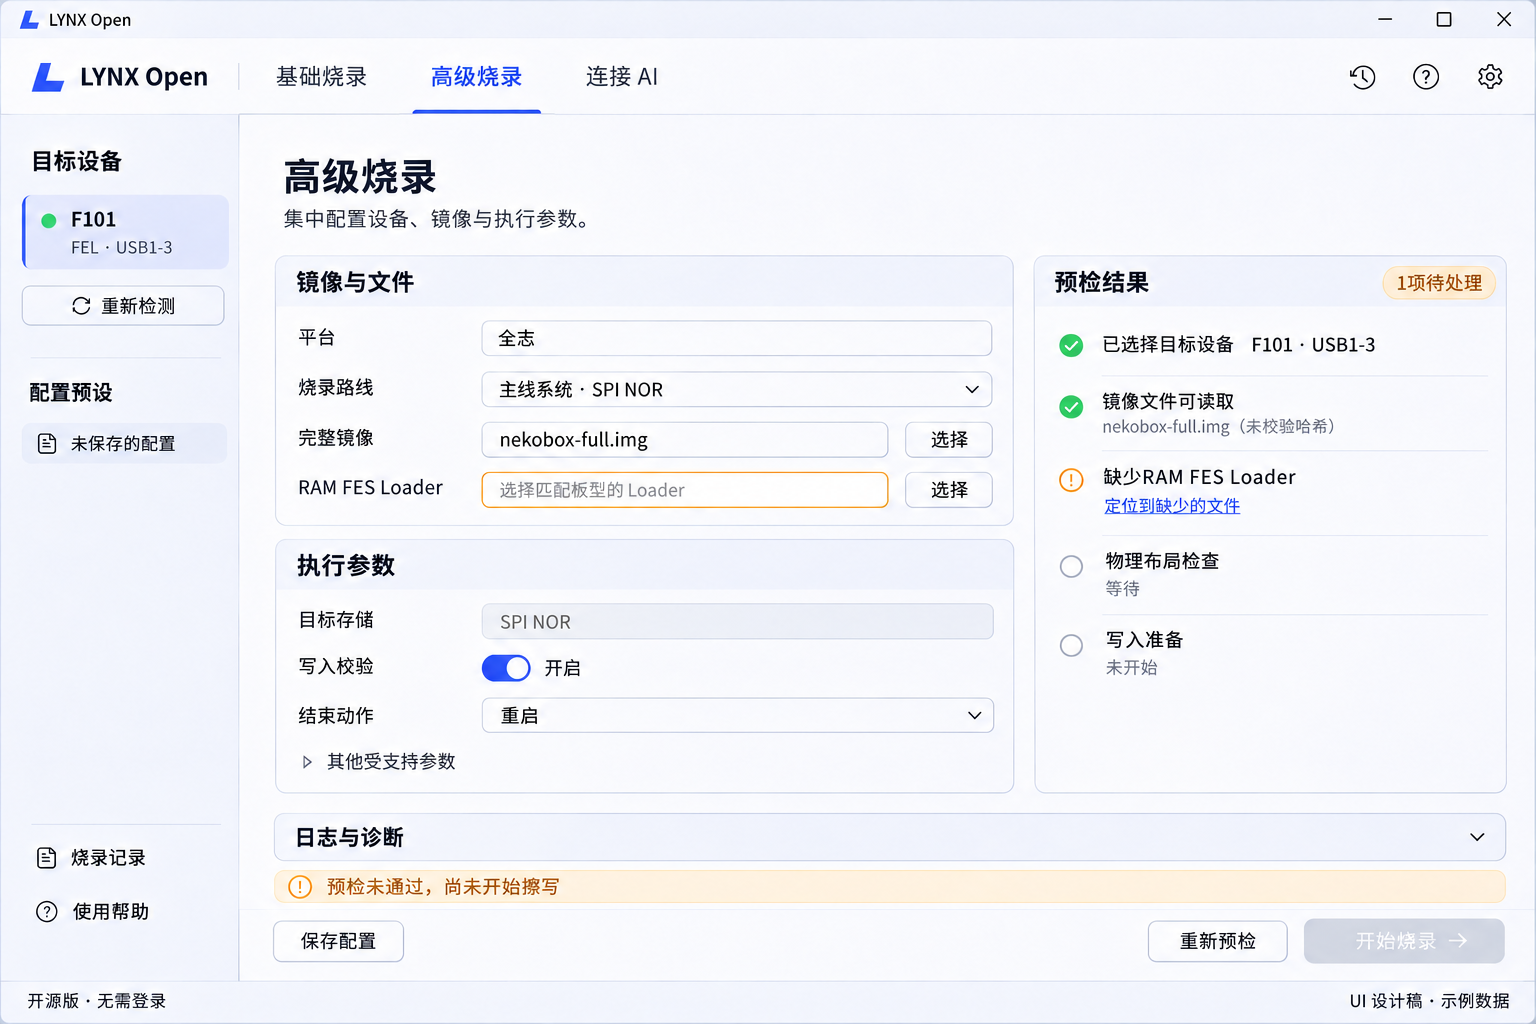 LYNX Open
LYNX Open
基础烧录
高级烧录
连接 AI
目标设备
F101
FEL · USB1-3
重新检测
配置预设
未保存的配置
烧录记录
使用帮助
高级烧录
集中配置设备、镜像与执行参数。
镜像与文件
平台
全志
烧录路线
主线系统 · SPI NOR
完整镜像
nekobox-full.img
选择
RAM FES Loader
选择匹配板型的 Loader
选择
执行参数
目标存储
SPI NOR
写入校验
开启
结束动作
重启
其他受支持参数
预检结果
1项待处理
已选择目标设备 F101 · USB1-3
镜像文件可读取
nekobox-full.img（未校验哈希）
缺少RAM FES Loader
定位到缺少的文件
物理布局检查
等待
写入准备
未开始
日志与诊断
预检未通过，尚未开始擦写
保存配置
重新预检
开始烧录 →
开源版 · 无需登录
UI 设计稿 · 示例数据